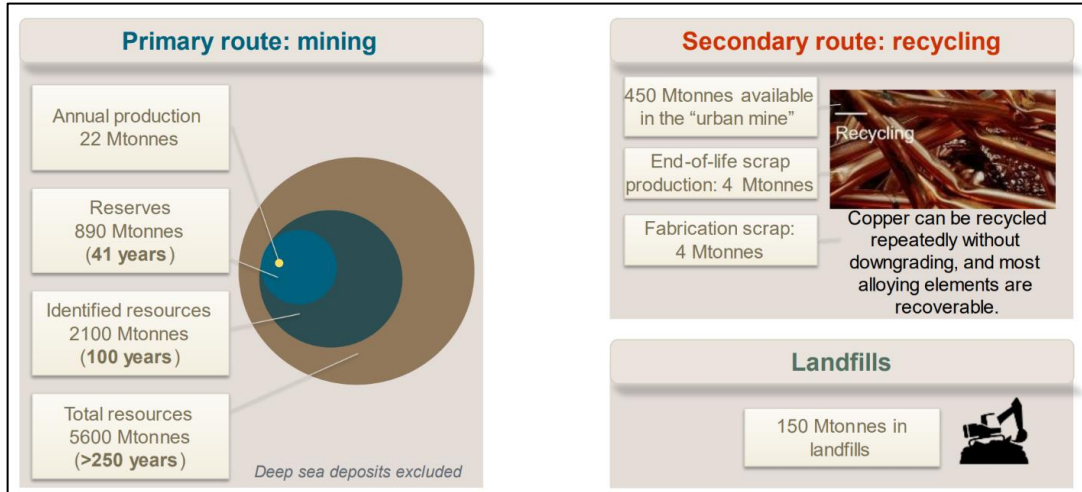 Primary route: mining
Annual production
22 Mtonnes
Reserves
890 Mtonnes
(41 years)
Identified resources
2100 Mtonnes
(100 years)
Total resources
5600 Mtonnes
(>250 years)
Deep sea deposits excluded
Secondary route: recycling
450 Mtonnes available
in the “urban mine”
Recycling
End-of-life scrap
production: 4 Mtonnes
Fabrication scrap:
4 Mtonnes
Copper can be recycled
repeatedly without
downgrading, and most
alloying elements are
recoverable.
Landfills
150 Mtonnes in
landfills